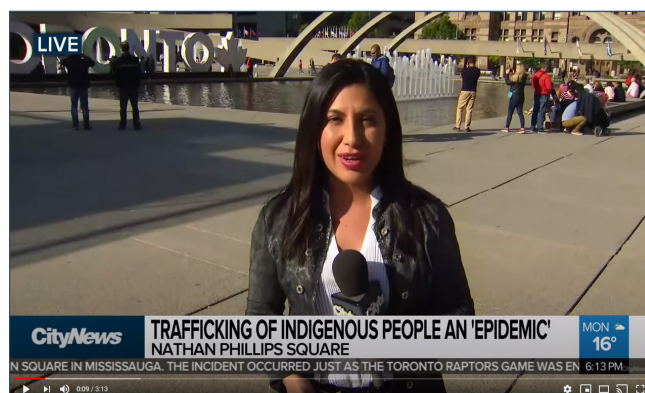 LIVE
TORONTO
CityNews
TRAFFICKING OF INDIGENOUS PEOPLE AN 'EPIDEMIC'
NATHAN PHILLIPS SQUARE
MON
16°
N SQUARE IN MISSISSAUGA. THE INCIDENT OCCURRED JUST AS THE TORONTO RAPTORS GAME WAS EN
6:13 PM
0:09 / 3:13